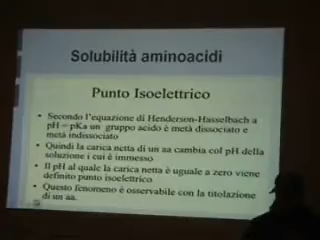 Solubilità aminoacidi
Punto Isoelettrico
• Secondo l'equazione di Henderson-Hasselbach a
pH=pKa un gruppo acido è metà dissociato e
metà indissociato
• Quindi la carica netta di un aa cambia col pH della
soluzione i cui è immesso
• Il pH al quale la carica netta è uguale a zero viene
definito punto isoelettrico
• Questo fenomeno è osservabile con la titolazione
di un aa.